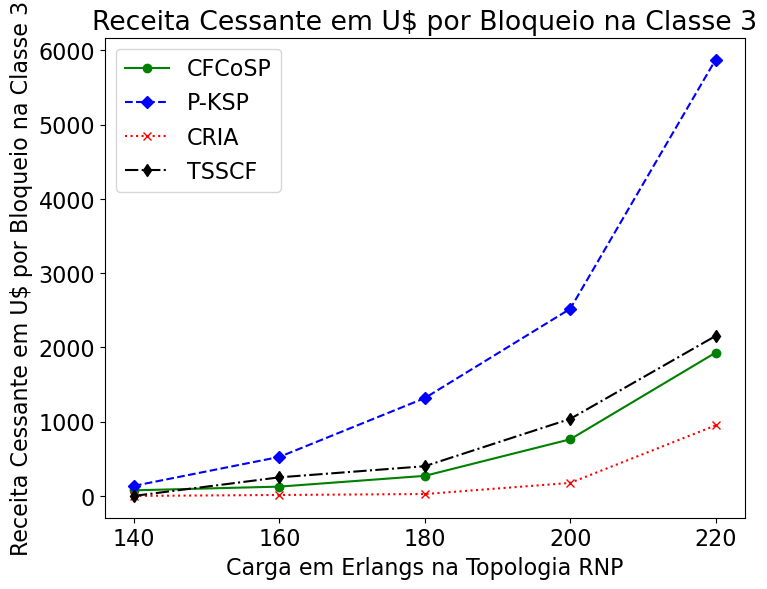 Receita Cessante em U$ por Bloqueio na Classe 3
Receita Cessante em U$ por Bloqueio na Classe 3
6000
5000
4000
3000
2000
1000
0
CFCoSP
P-KSP
CRIA
TSSCF
140 160 180 200 220
Carga em Erlangs na Topologia RNP